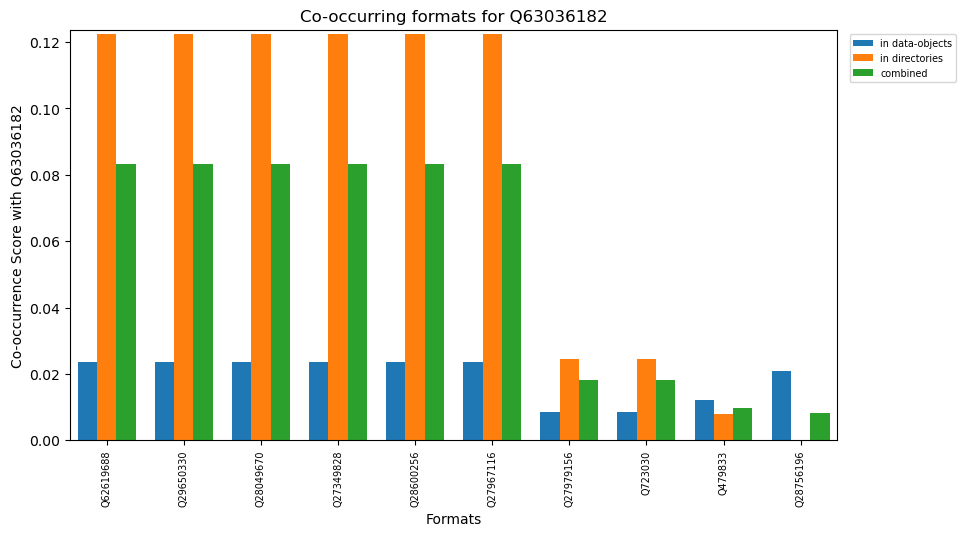 Co-occurring formats for Q63036182
in data-objects
in directories
combined
Co-occurrence Score with Q63036182
0.12
0.10
0.08
0.06
0.04
0.02
0.00
Q62619688
Q29650330
Q28049670
Q27349828
Q28600256
Q27967116
Q27979156
Q723030
Q479833
Q28756196
Formats